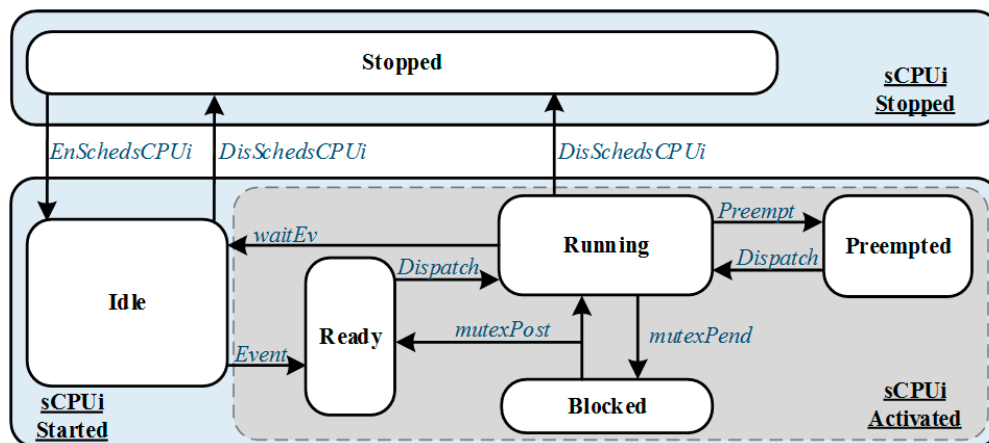 Stopped
sCPUi
Stopped
EnSchedsCPUi
DisSchedsCPUi
DisSchedsCPUi
Preempt
waitEv
Running
Preempted
Dispatch
Dispatch
Idle
Ready
mutexPost
mutexPend
Event
Blocked
sCPUi
Started
sCPUi
Activated